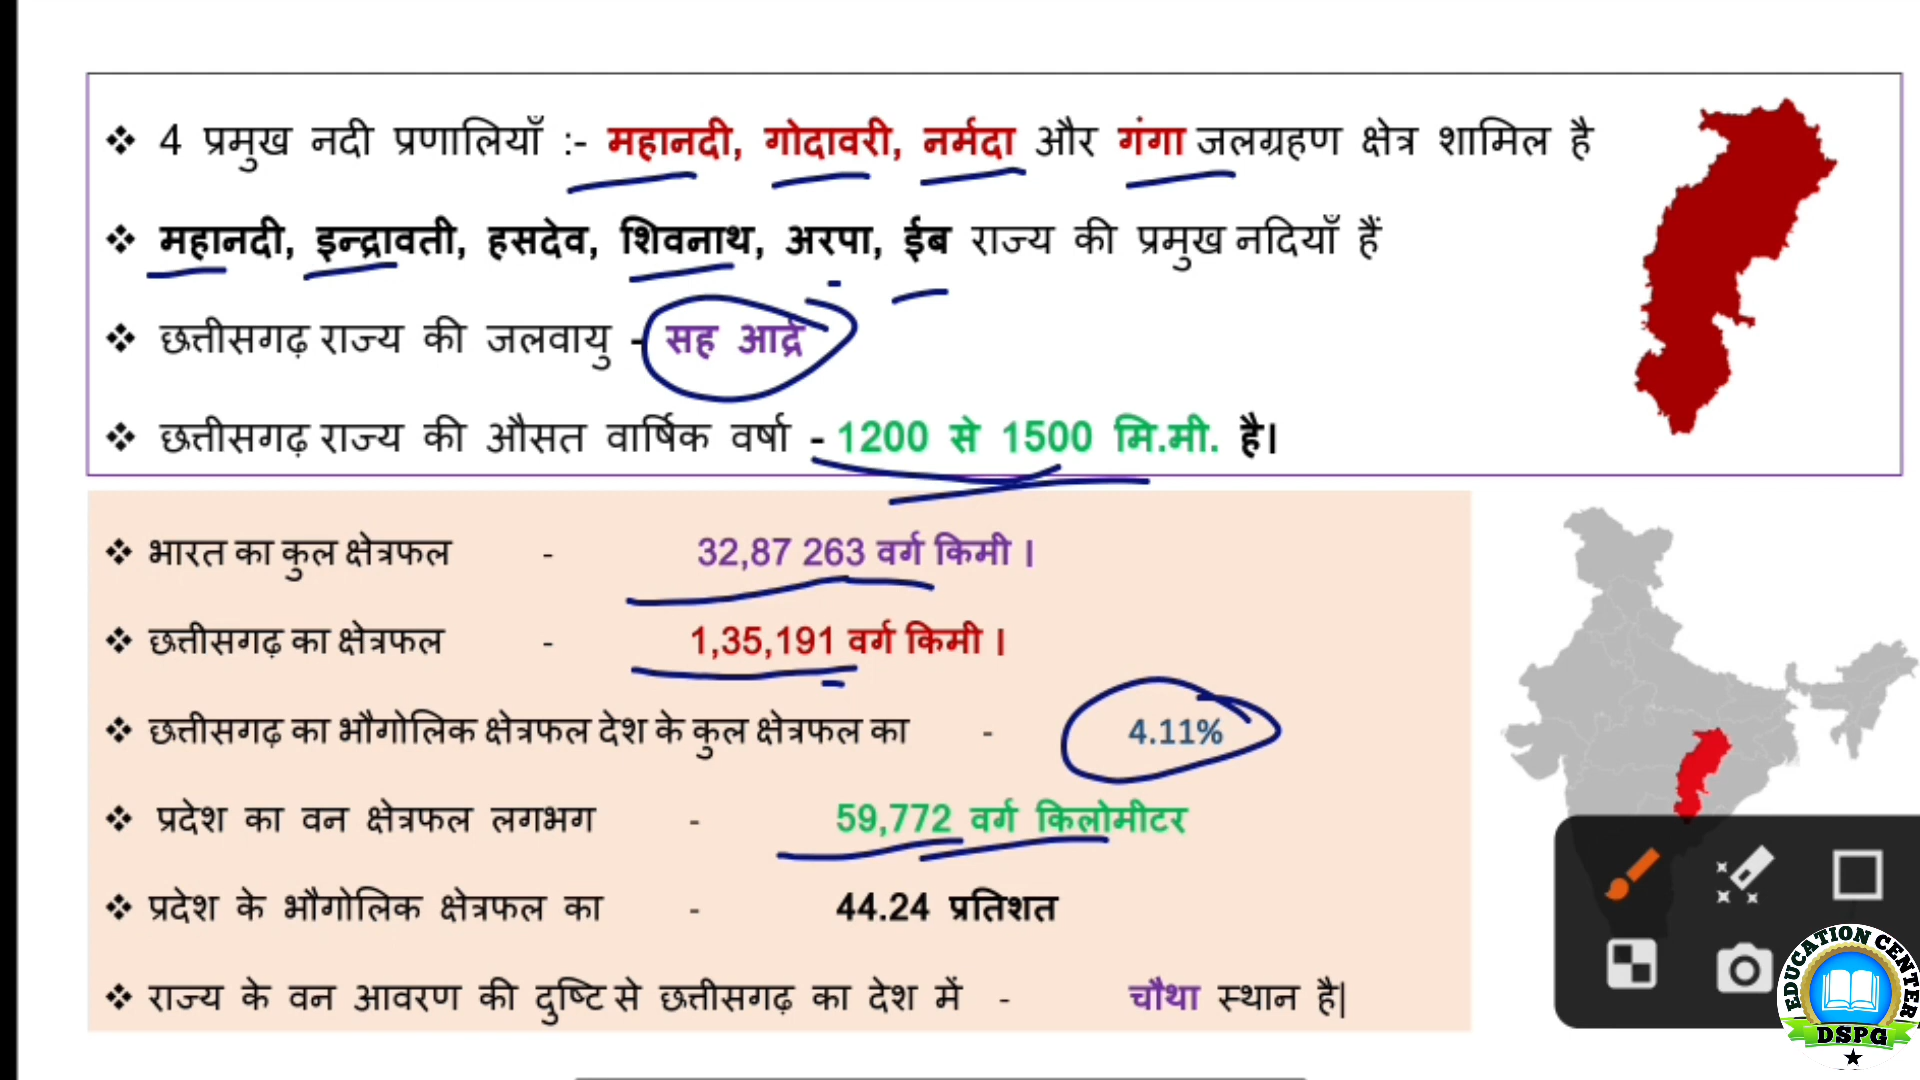 ❖ 4 प्रमुख नदी प्रणालियाँ :- महानदी, गोदावरी, नर्मदा और गंगा जलग्रहण क्षेत्र शामिल है
❖ महानदी, इन्द्रावती, हसदेव, शिवनाथ, अरपा, ईब राज्य की प्रमुख नदियाँ हैं
❖ छत्तीसगढ़ राज्य की जलवायु - सह आर्द्र
❖ छत्तीसगढ़ राज्य की औसत वार्षिक वर्षा - 1200 से 1500 मि.मी. है।
❖ भारत का कुल क्षेत्रफल - 32,87 263 वर्ग किमी |
❖ छत्तीसगढ़ का क्षेत्रफल - 1,35,191 वर्ग किमी |
❖ छत्तीसगढ़ का भौगोलिक क्षेत्रफल देश के कुल क्षेत्रफल का - 4.11%
❖ प्रदेश का वन क्षेत्रफल लगभग - 59,772 वर्ग किलोमीटर
❖ प्रदेश के भौगोलिक क्षेत्रफल का - 44.24 प्रतिशत
❖ राज्य के वन आवरण की दुष्टि से छत्तीसगढ़ का देश में - चौथा स्थान है|
EDUCATION CENTER
DSPG